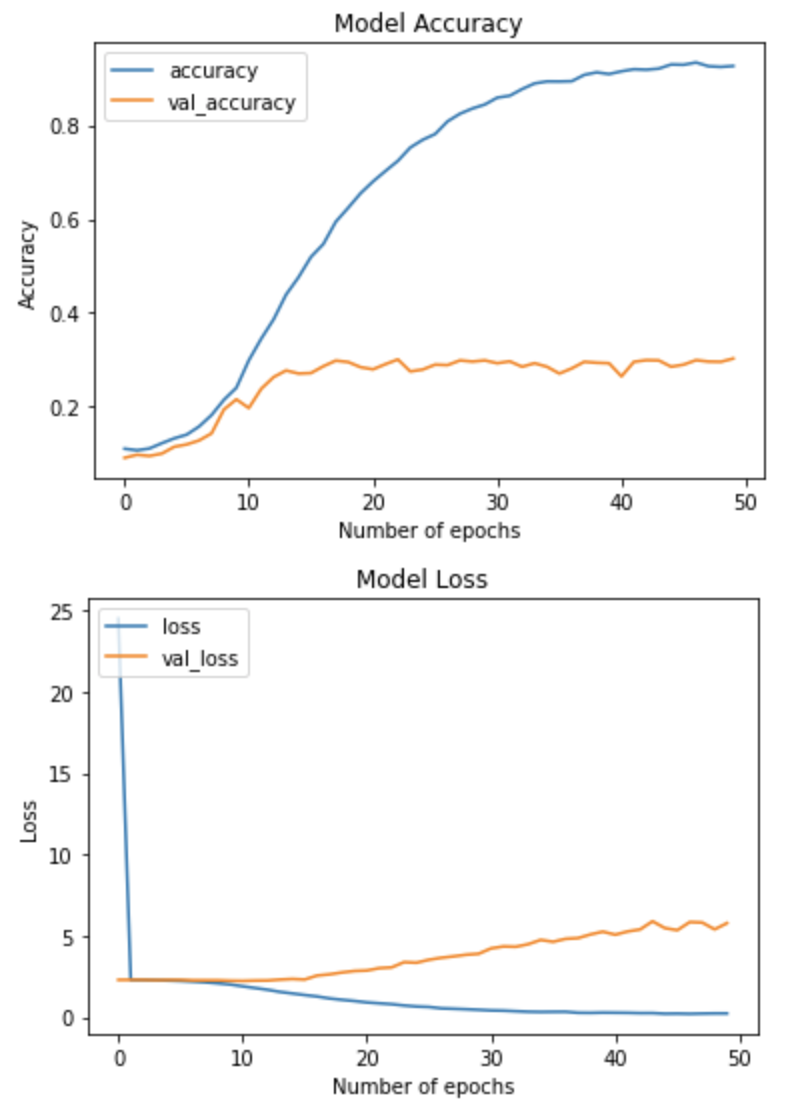 Model Accuracy
accuracy
val_accuracy
0.8
0.6
0.4
0.2
Accuracy
0 10 20 30 40 50
Number of epochs
Model Loss
loss
val_loss
25
20
15
10
5
0
Loss
0 10 20 30 40 50
Number of epochs